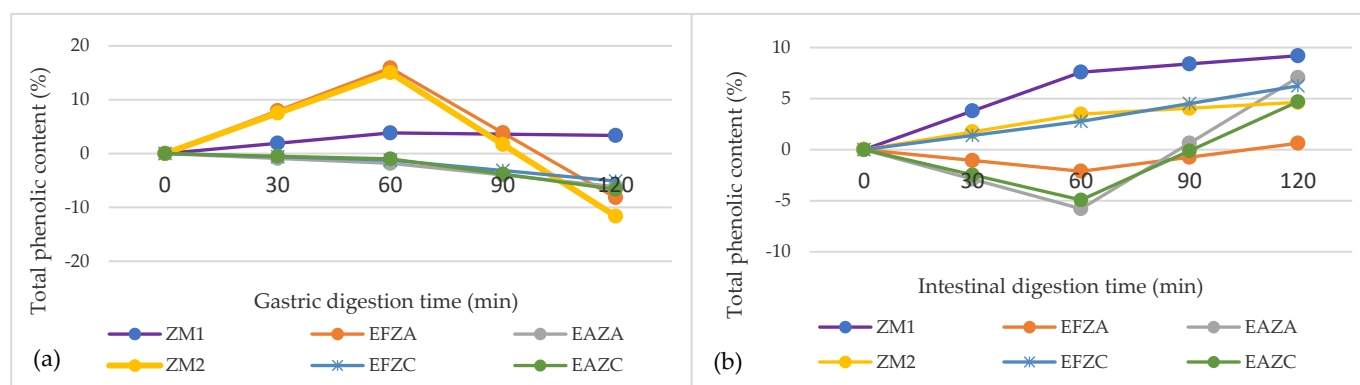 Total phenolic content (%)
20
10
0
-10
-20
0 30 60 90 120
Gastric digestion time (min)
ZM1 EFZA EAZA
ZM2 EFZC EAZC
(a)
Total phenolic content (%)
10
5
0
-5
-10
0 30 60 90 120
Intestinal digestion time (min)
ZM1 EFZA EAZA
ZM2 EFZC EAZC
(b)